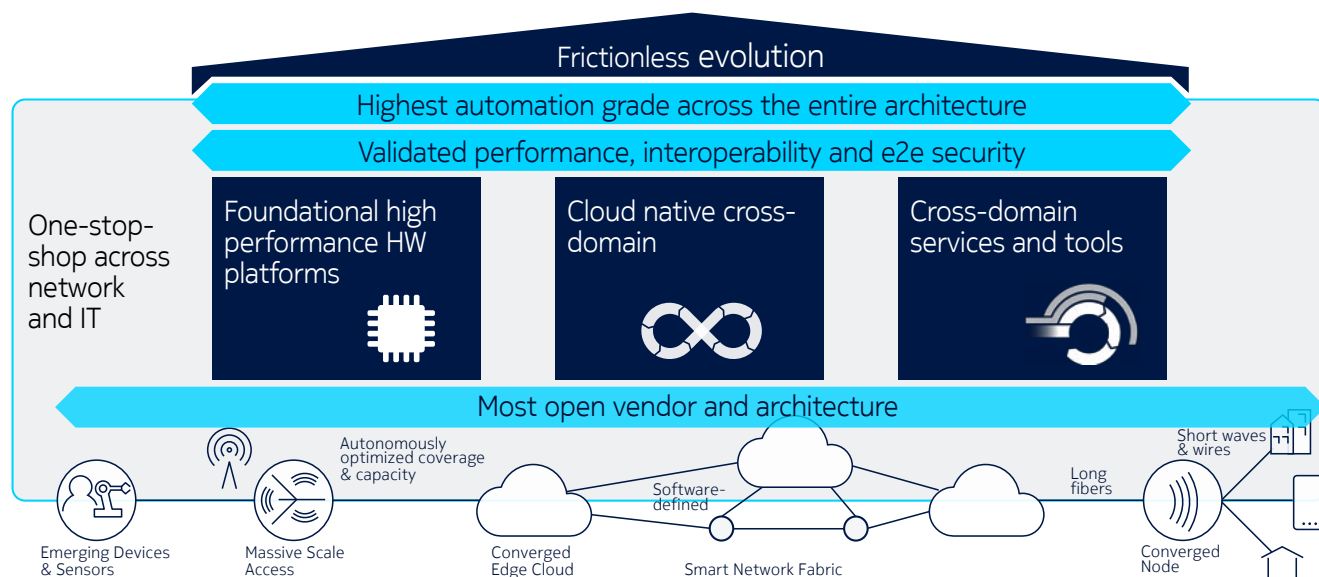 Frictionless evolution
Highest automation grade across the entire architecture
Validated performance, interoperability and e2e security
One-stop-
shop across
network
and IT
Foundational high
performance HW
platforms
Cloud native cross-
domain
Cross-domain
services and tools
Most open vendor and architecture
Autonomously
optimized coverage
& capacity
Software-
defined
Long
fibers
Short waves
& wires
Emerging Devices
& Sensors
Massive Scale
Access
Converged
Edge Cloud
Smart Network Fabric
Converged
Node